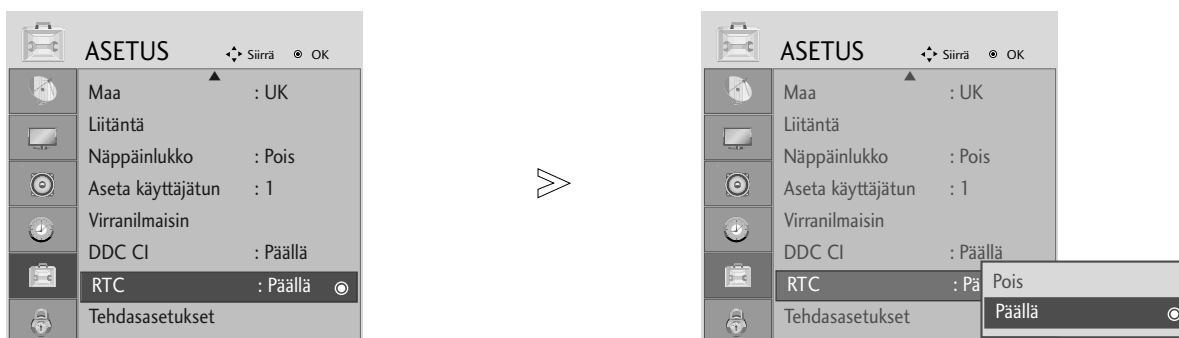 ASETUS Siirrä OK
Maa : UK
Liitäntä
Näppäinlukko : Pois
Aseta käyttäjätun : 1
Virranilmaisin
DDC CI : Päällä
RTC : Päällä
Tehdasasetukset
ASETUS Siirrä OK
Maa : UK
Liitäntä
Näppäinlukko : Pois
Aseta käyttäjätun : 1
Virranilmaisin
DDC CI : Päällä
RTC : Pä
Tehdasasetukset
Pois
Päällä